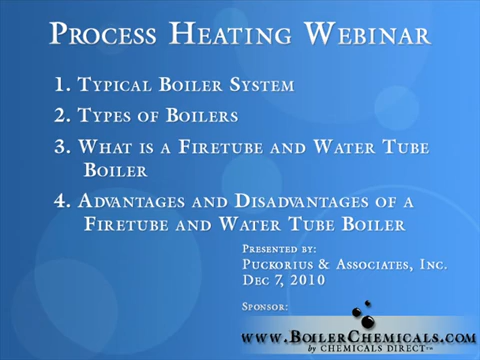 Process Heating Webinar
1. Typical Boiler System
2. Types of Boilers
3. What is a Firetube and Water Tube
Boiler
4. Advantages and Disadvantages of a
Firetube and Water Tube Boiler
Presented by:
Puckorius & Associates, Inc.
Dec 7, 2010
Sponsor:
www.BoilerChemicals.com
by Chemicals Direct™